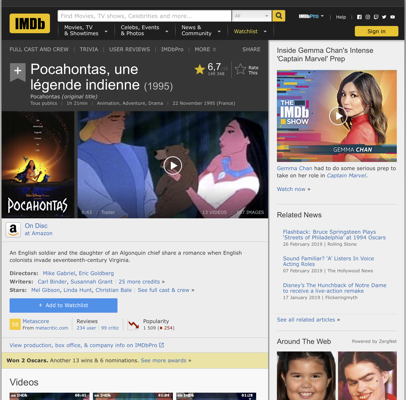 IMDb
Find Movies, TV shows, Celebrities and more...
All
IMDbPro
Help
Movies, TV
& Showtimes
Celebs, Events
& Photos
News &
Community
Watchlist
Sign in
FULL CAST AND CREW | TRIVIA | USER REVIEWS | IMDbPro | MORE
SHARE
Pocahontas, une
légende indienne (1995)
Pocahontas (original title)
Tous publics | 1h 21min | Animation, Adventure, Drama | 22 November 1995 (France)
6,7
Rate
This
POCAHONTAS
Trailer
13 VIDEOS
IMAGES
On Disc
at Amazon
An English soldier and the daughter of an Algonquin chief share a romance when English
colonists invade seventeenth-century Virginia.
Directors: Mike Gabriel, Eric Goldberg
Writers: Carl Binder, Susannah Grant | 25 more credits »
Stars: Mel Gibson, Linda Hunt, Christian Bale | See full cast & crew »
+ Add to Watchlist
Metascore
From metacritic.com
Reviews
234 user | 99 critic
Popularity
1 509
View production, box office, & company info on IMDbPro
Won 2 Oscars. Another 13 wins & 6 nominations. See more awards »
Videos
Inside Gemma Chan's Intense
'Captain Marvel' Prep
THE
IMDb
SHOW
GEMMA CHAN
Gemma Chan had to do some serious prep
to take on her role in Captain Marvel.
Watch now »
Related News
Flashback: Bruce Springsteen Plays
'Streets of Philadelphia' at 1994 Oscars
26 February 2019 | Rolling Stone
Sound Familiar? 'A' Listers In Voice
Acting Roles
07 February 2019 | The Hollywood News
Disney's The Hunchback of Notre Dame
to receive a live-action remake
17 January 2019 | Flickeringmyth
See all related articles »
Around The Web
Powered by ZergNet